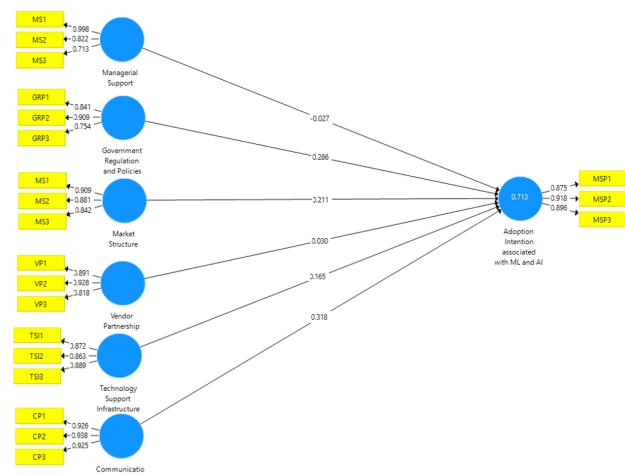 MS1
0.998
MS2
0.822
MS3
0.713
Managerial
Support
-0.027
GRP1
0.841
GRP2
0.909
GRP3
0.754
Government
Regulation
and Policies
0.286
MS1
0.909
MS2
0.881
MS3
0.842
Market
Structure
0.211
VP1
0.891
VP2
0.928
VP3
0.818
Vendor
Partnership
0.030
TSI1
0.872
TSI2
0.863
TSI3
0.889
Technology
Support
Infrastructure
0.165
CP1
0.926
CP2
0.938
CP3
0.925
Communicatio
0.318
0.713
Adoption
Intention
associated
with ML and AI
0.875
MSP1
0.918
MSP2
0.896
MSP3